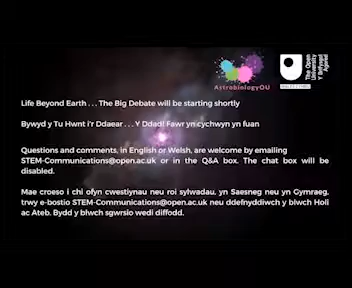 AstrobiologyOU
The Open
University
Y Brifysgol
Agored
Life Beyond Earth . . . The Big Debate will be starting shortly
Bywyd y Tu Hwnt i'r Ddaear . . . Y Ddadl Fawr yn cychwyn yn fuan
Questions and comments, in English or Welsh, are welcome by emailing
STEM-Communications@open.ac.uk or in the Q&A box. The chat box will be
disabled.
Mae croeso i chi ofyn cwestiynau neu roi sylwadau, yn Saesneg neu yn Gymraeg,
trwy e-bostio STEM-Communications@open.ac.uk neu ddefnyddiwch y blwch Holi
ac Ateb. Bydd y blwch sgwrsio wedi diffodd.